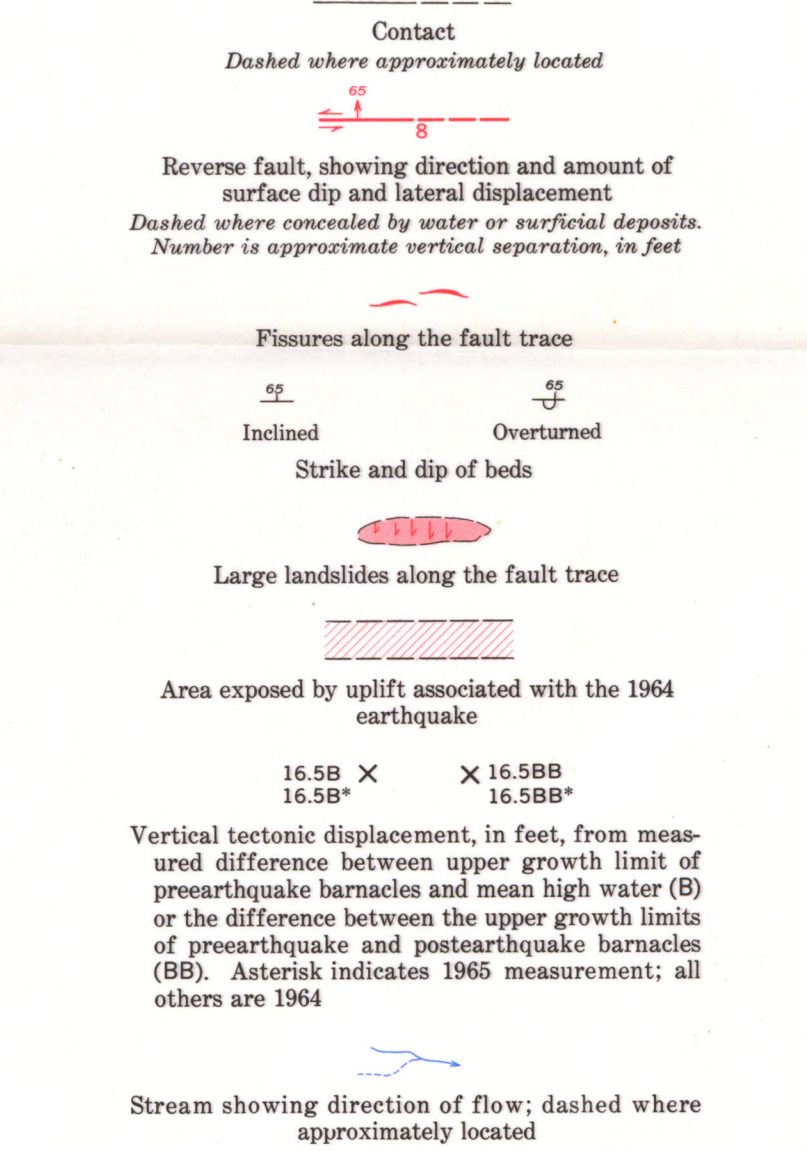 Contact
Dashed where approximately located
65
8
Reverse fault, showing direction and amount of
surface dip and lateral displacement
Dashed where concealed by water or surficial deposits.
Number is approximate vertical separation, in feet
Fissures along the fault trace
65 65
Inclined Overturned
Strike and dip of beds
Large landslides along the fault trace
Area exposed by uplift associated with the 1964
earthquake
16.5B × × 16.5BB
16.5B* 16.5BB*
Vertical tectonic displacement, in feet, from meas-
ured difference between upper growth limit of
preearthquake barnacles and mean high water (B)
or the difference between the upper growth limits
of preearthquake and postearthquake barnacles
(BB). Asterisk indicates 1965 measurement; all
others are 1964
Stream showing direction of flow; dashed where
approximately located